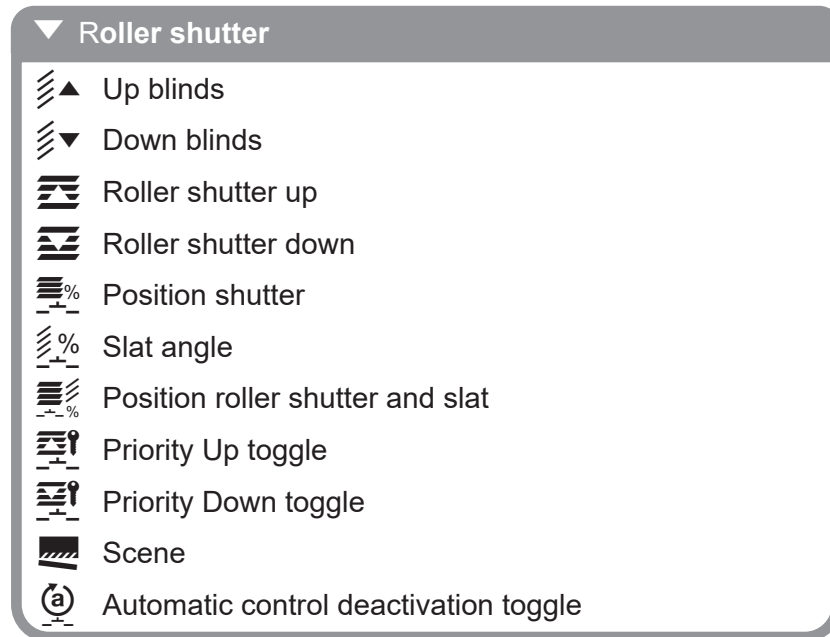 Roller shutter
Up blinds
Down blinds
Roller shutter up
Roller shutter down
% Position shutter
% Slat angle
% Position roller shutter and slat
Priority Up toggle
Priority Down toggle
Scene
a Automatic control deactivation toggle